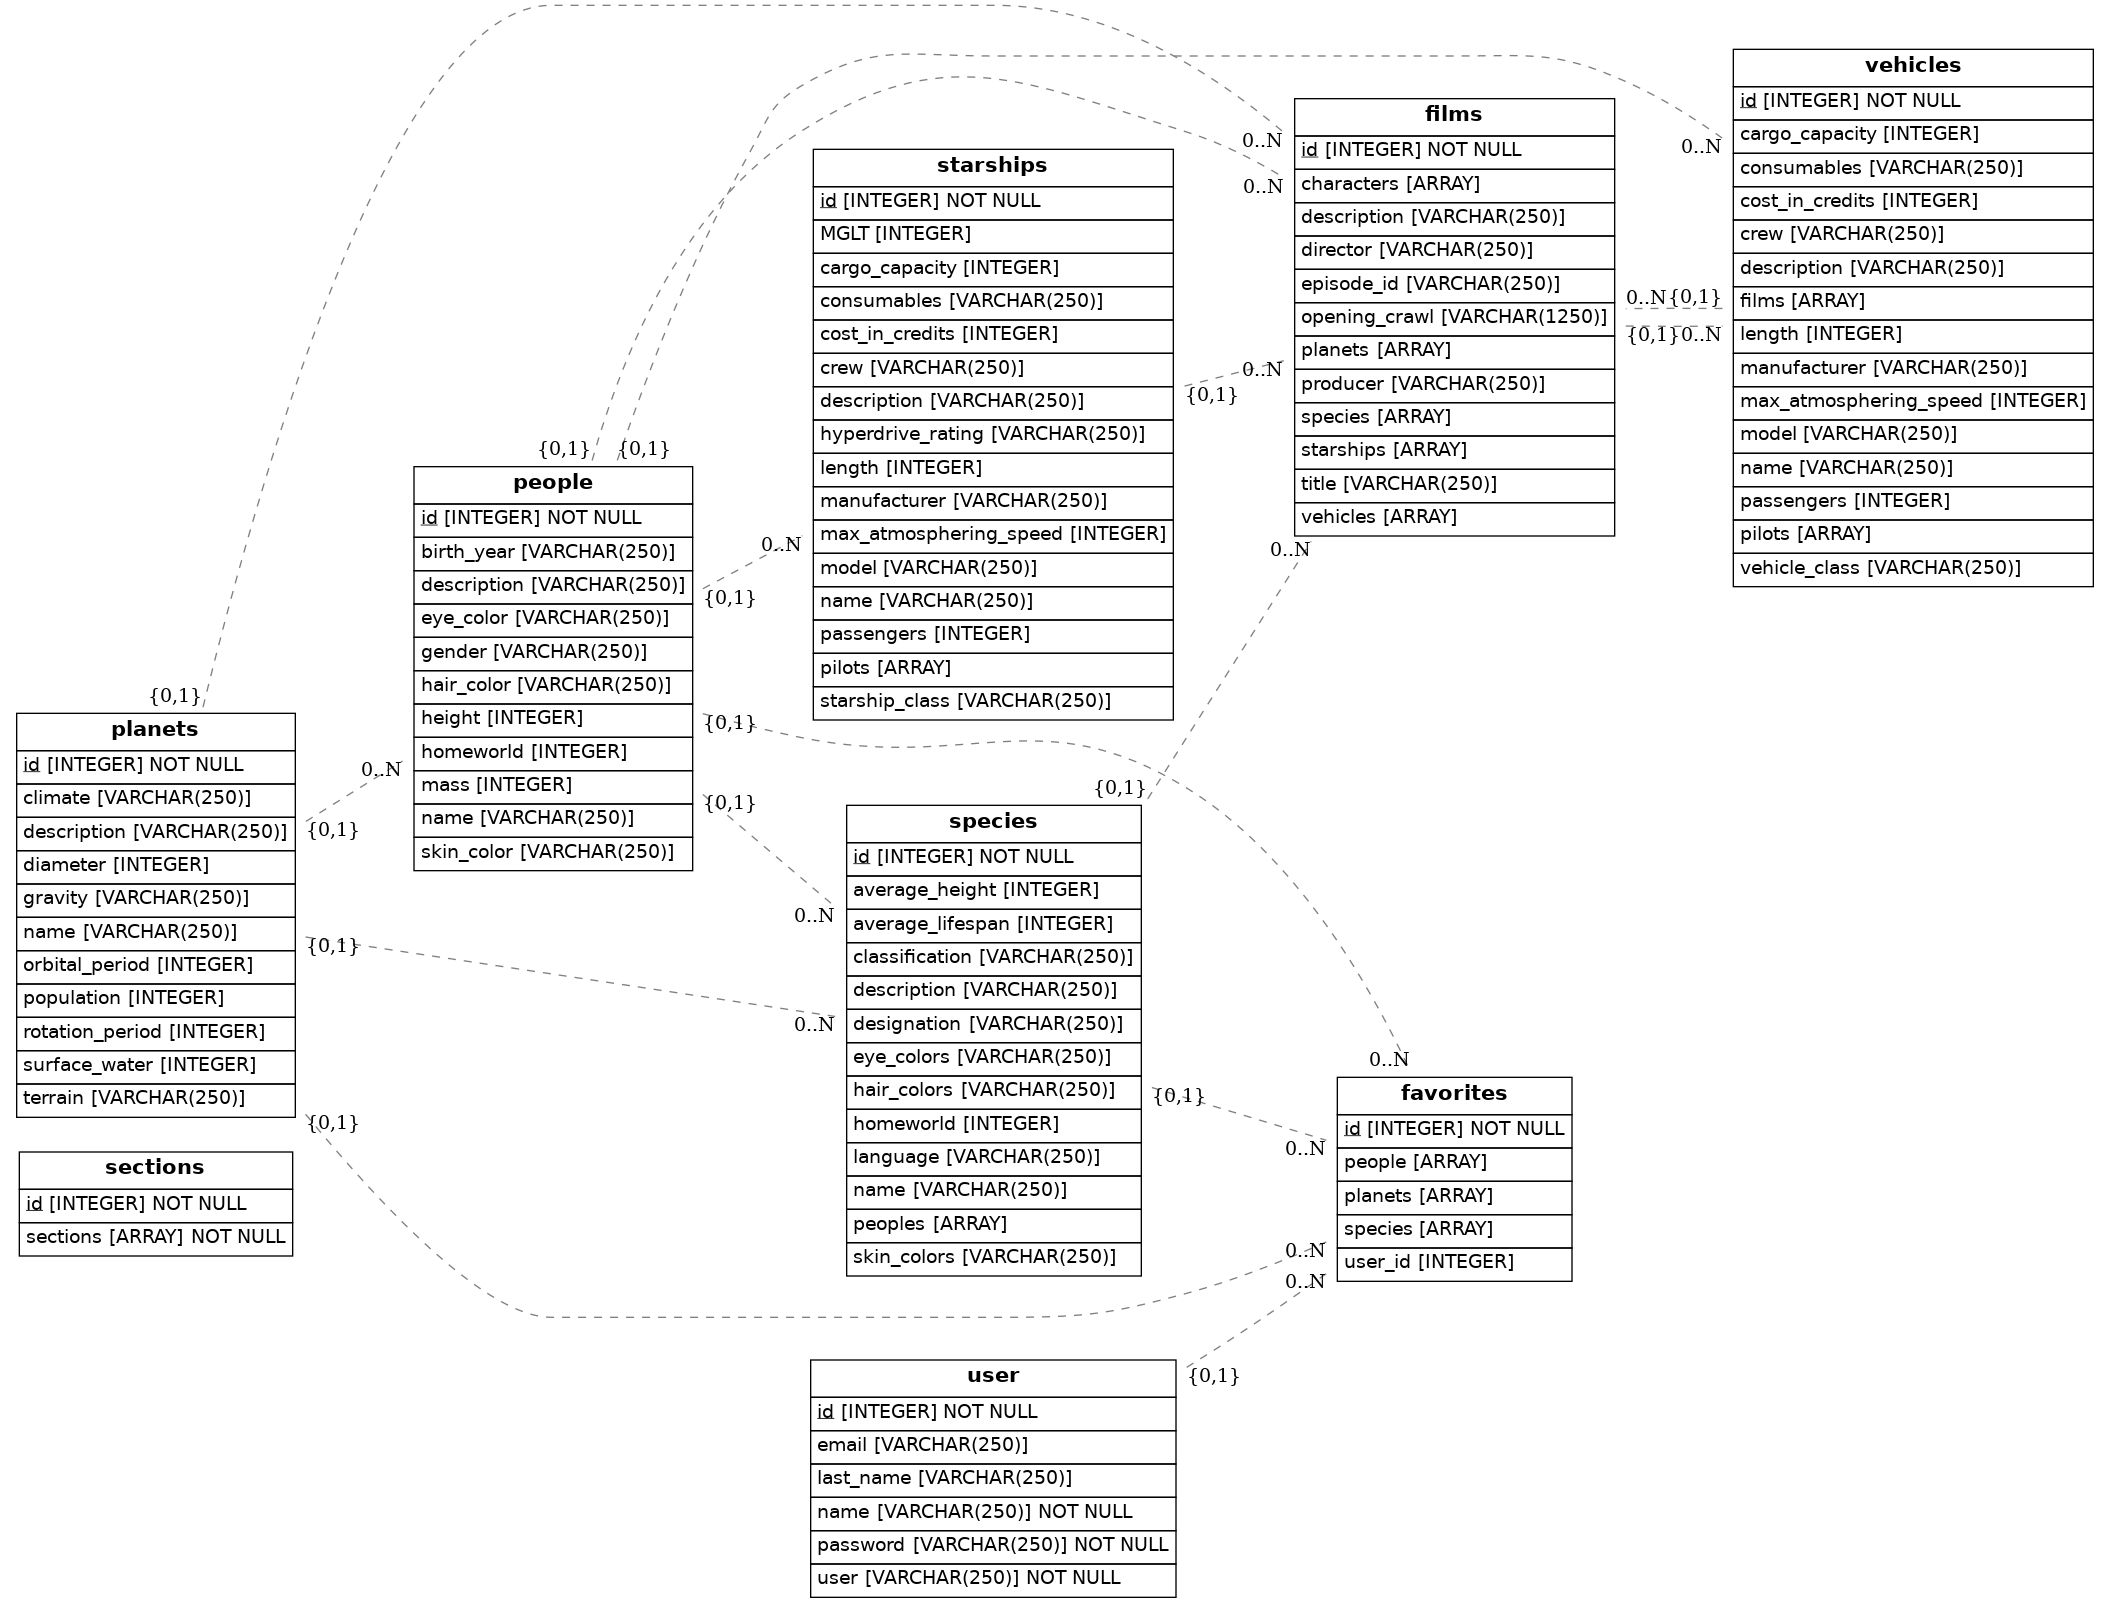 vehicles
id [INTEGER] NOT NULL
cargo_capacity [INTEGER]
consumables [VARCHAR(250)]
cost_in_credits [INTEGER]
crew [VARCHAR(250)]
description [VARCHAR(250)]
films [ARRAY]
length [INTEGER]
manufacturer [VARCHAR(250)]
max_atmosphering_speed [INTEGER]
model [VARCHAR(250)]
name [VARCHAR(250)]
passengers [INTEGER]
pilots [ARRAY]
vehicle_class [VARCHAR(250)]
films
id [INTEGER] NOT NULL
characters [ARRAY]
description [VARCHAR(250)]
director [VARCHAR(250)]
episode_id [VARCHAR(250)]
opening_crawl [VARCHAR(1250)]
planets [ARRAY]
producer [VARCHAR(250)]
species [ARRAY]
starships [ARRAY]
title [VARCHAR(250)]
vehicles [ARRAY]
starships
id [INTEGER] NOT NULL
MGLT [INTEGER]
cargo_capacity [INTEGER]
consumables [VARCHAR(250)]
cost_in_credits [INTEGER]
crew [VARCHAR(250)]
description [VARCHAR(250)]
hyperdrive_rating [VARCHAR(250)]
length [INTEGER]
manufacturer [VARCHAR(250)]
max_atmosphering_speed [INTEGER]
model [VARCHAR(250)]
name [VARCHAR(250)]
passengers [INTEGER]
pilots [ARRAY]
starship_class [VARCHAR(250)]
people
id [INTEGER] NOT NULL
birth_year [VARCHAR(250)]
description [VARCHAR(250)]
eye_color [VARCHAR(250)]
gender [VARCHAR(250)]
hair_color [VARCHAR(250)]
height [INTEGER]
homeworld [INTEGER]
mass [INTEGER]
name [VARCHAR(250)]
skin_color [VARCHAR(250)]
planets
id [INTEGER] NOT NULL
climate [VARCHAR(250)]
description [VARCHAR(250)]
diameter [INTEGER]
gravity [VARCHAR(250)]
name [VARCHAR(250)]
orbital_period [INTEGER]
population [INTEGER]
rotation_period [INTEGER]
surface_water [INTEGER]
terrain [VARCHAR(250)]
species
id [INTEGER] NOT NULL
average_height [INTEGER]
average_lifespan [INTEGER]
classification [VARCHAR(250)]
description [VARCHAR(250)]
designation [VARCHAR(250)]
eye_colors [VARCHAR(250)]
hair_colors [VARCHAR(250)]
homeworld [INTEGER]
language [VARCHAR(250)]
name [VARCHAR(250)]
peoples [ARRAY]
skin_colors [VARCHAR(250)]
favorites
id [INTEGER] NOT NULL
people [ARRAY]
planets [ARRAY]
species [ARRAY]
user_id [INTEGER]
sections
id [INTEGER] NOT NULL
sections [ARRAY] NOT NULL
user
id [INTEGER] NOT NULL
email [VARCHAR(250)]
last_name [VARCHAR(250)]
name [VARCHAR(250)] NOT NULL
password [VARCHAR(250)] NOT NULL
user [VARCHAR(250)] NOT NULL
0..N
0..N
0..N
0..N{0,1}
{0,1}0..N
0..N
{0,1}
{0,1}
{0,1}
0..N
0..N
{0,1}
{0,1}
{0,1}
0..N
{0,1}
{0,1}
{0,1}
0..N
{0,1}
0..N
0..N
{0,1}
{0,1}
0..N
0..N
0..N
{0,1}